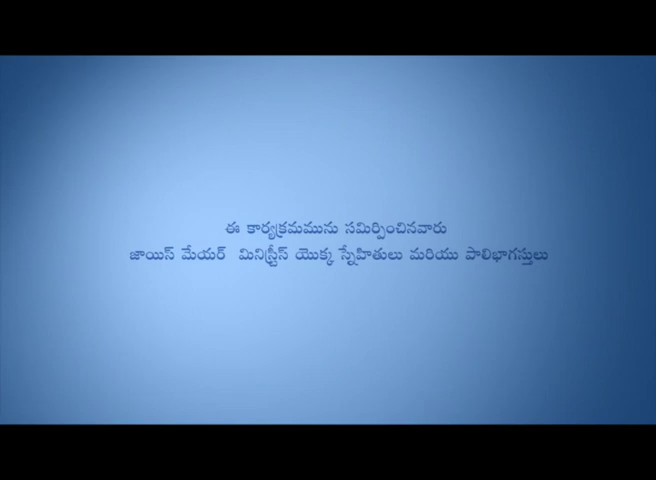 ఈ కార్యక్రమమును సమర్పించినవారు
జాయిస్ మేయర్ మినిస్ట్రీస్ యొక్క స్నేహితులు మరియు పాలిభాగస్తులు